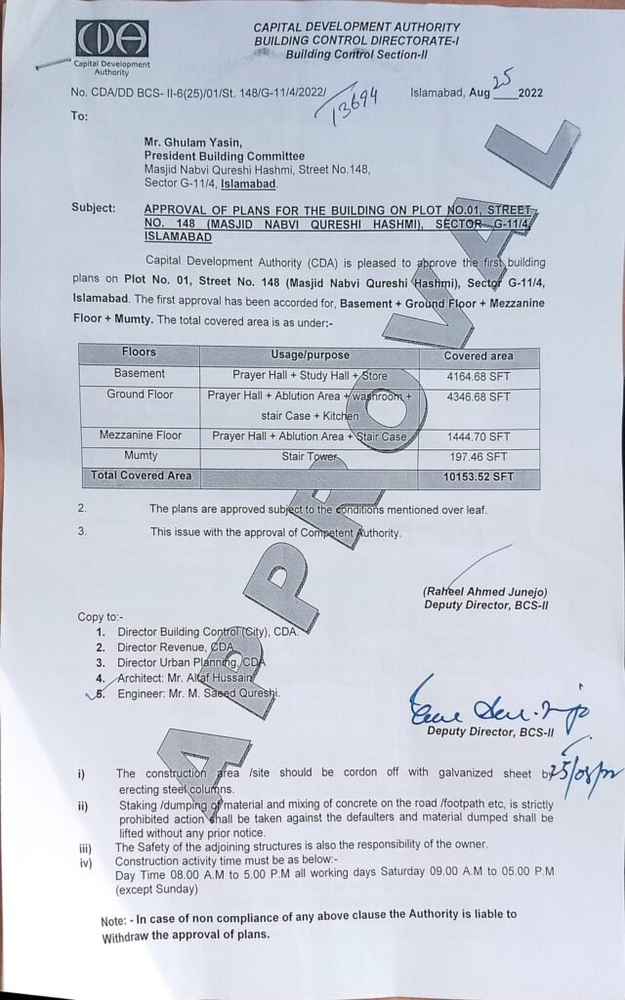 CDA
Capital Development
Authority
CAPITAL DEVELOPMENT AUTHORITY
BUILDING CONTROL DIRECTORATE-I
Building Control Section-II
No. CDA/DD BCS- II-6(25)/01/St. 148/G-11/4/2022/ 13694 Islamabad, Aug 25 2022
To:
Mr. Ghulam Yasin,
President Building Committee
Masjid Nabvi Qureshi Hashmi, Street No.148,
Sector G-11/4, Islamabad.
Subject: APPROVAL OF PLANS FOR THE BUILDING ON PLOT NO.01, STREET
NO. 148 (MASJID NABVI QURESHI HASHMI), SECTOR G-11/4,
ISLAMABAD
Capital Development Authority (CDA) is pleased to approve the first building
plans on Plot No. 01, Street No. 148 (Masjid Nabvi Qureshi Hashmi), Sector G-11/4,
Islamabad. The first approval has been accorded for, Basement + Ground Floor + Mezzanine
Floor + Mumty. The total covered area is as under:-
Floors Usage/purpose Covered area
Basement Prayer Hall + Study Hall + Store 4164.68 SFT
Ground Floor Prayer Hall + Ablution Area + washroom + 4346.68 SFT
stair Case + Kitchen
Mezzanine Floor Prayer Hall + Ablution Area + Stair Case 1444.70 SFT
Mumty Stair Tower 197.46 SFT
Total Covered Area 10153.52 SFT
2. The plans are approved subject to the conditions mentioned over leaf.
3. This issue with the approval of Competent Authority.
(Raheel Ahmed Junejo)
Deputy Director, BCS-II
Copy to:-
1. Director Building Control (City), CDA.
2. Director Revenue, CDA
3. Director Urban Planning, CDA
4. Architect: Mr. Altaf Hussain
5. Engineer: Mr. M. Saeed Qureshi.
Deputy Director, BCS-II
25/08/22
i) The construction area /site should be cordon off with galvanized sheet by
erecting steel columns.
ii) Staking /dumping of material and mixing of concrete on the road /footpath etc, is strictly
prohibited action shall be taken against the defaulters and material dumped shall be
lifted without any prior notice.
iii) The Safety of the adjoining structures is also the responsibility of the owner.
iv) Construction activity time must be as below:-
Day Time 08.00 A.M to 5.00 P.M all working days Saturday 09.00 A.M to 05.00 P.M
(except Sunday)
Note: - In case of non compliance of any above clause the Authority is liable to
Withdraw the approval of plans.
APPROVAL